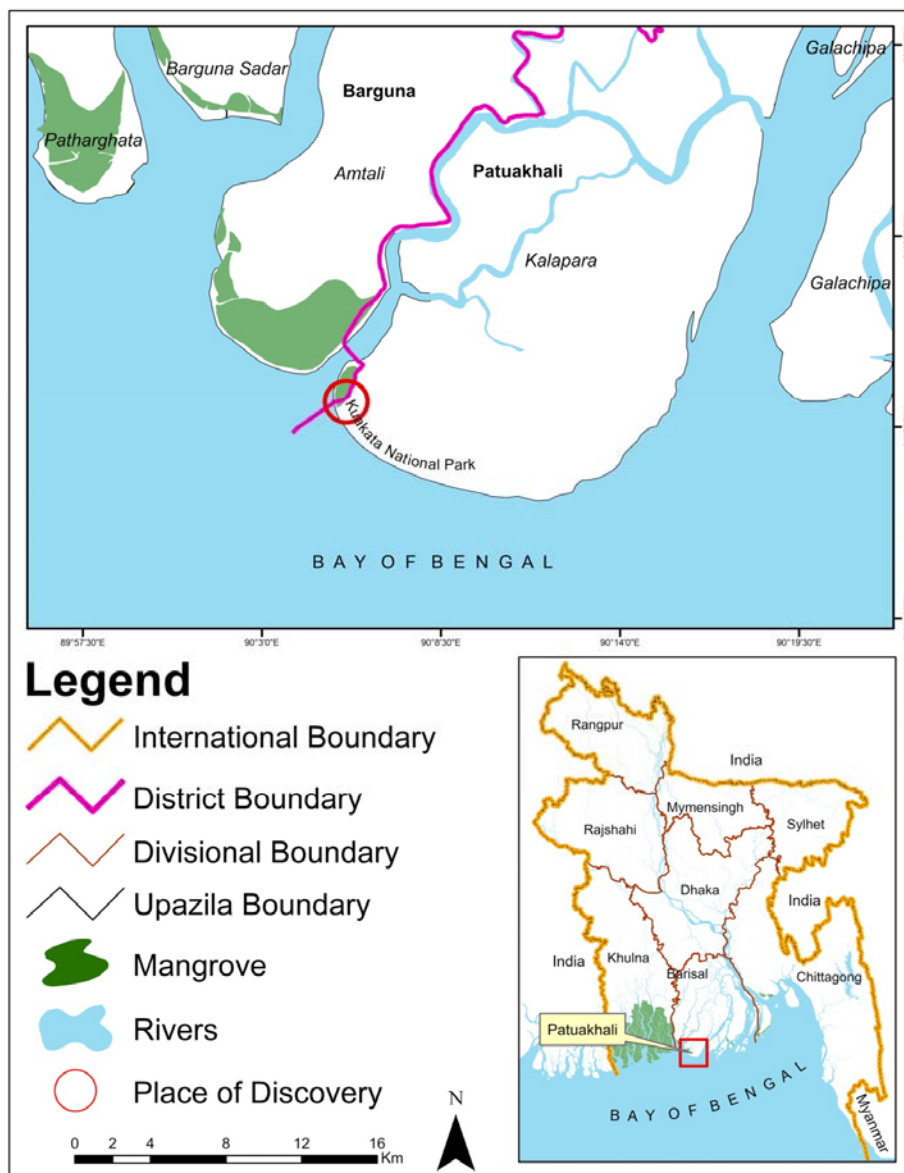 Galachipa
Barguna Sadar
Barguna
Patharghata
Amtali
Patuakhali
Kalapara
Galachipa
Kuakata National Park
BAY OF BENGAL
89°57'30"E
90°3'0"E
90°8'30"E
90°14'0"E
90°19'30"E
Legend
International Boundary
District Boundary
Divisional Boundary
Upazila Boundary
Mangrove
Rivers
Place of Discovery
0 2 4 8 12 16
Km
N
Rangpur
India
Mymensingh
Sylhet
Rajshahi
Dhaka
India
India
Khulna
Barisal
Chittagong
Patuakhali
BAY OF BENGAL
Myanmar